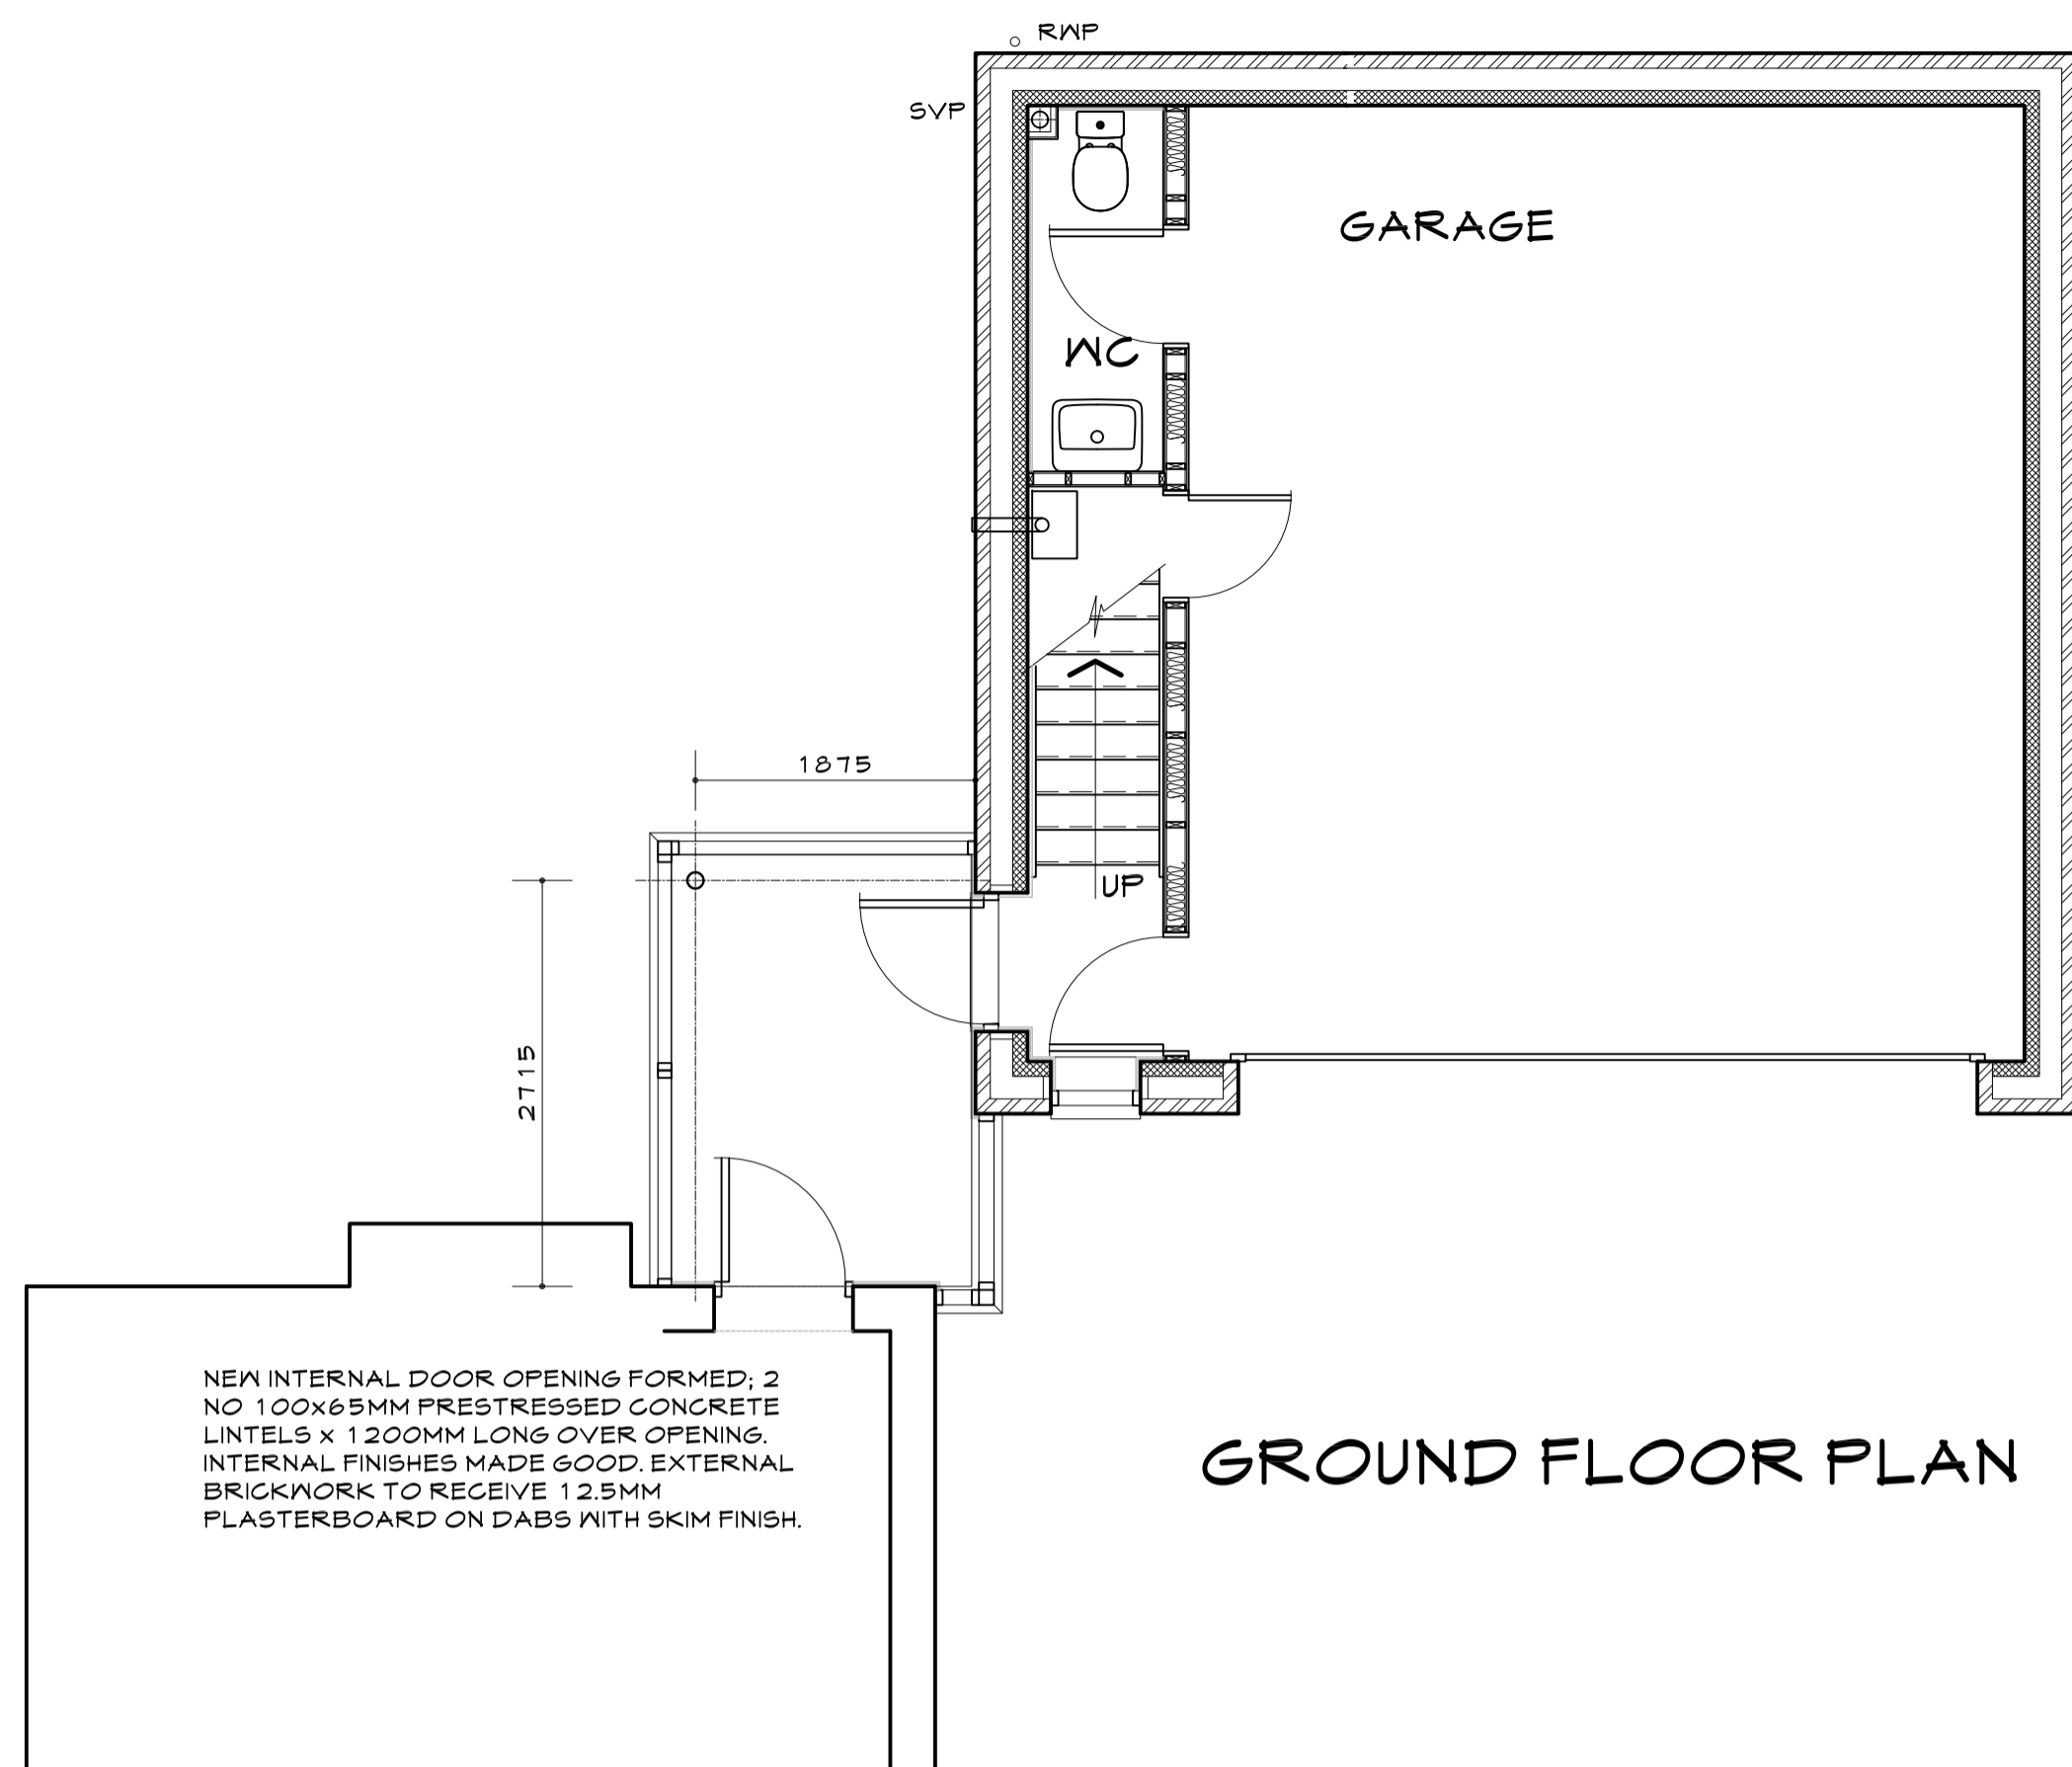 RWP
SVP
GARAGE
WC
1875
UP
2715
NEW INTERNAL DOOR OPENING FORMED; 2
NO 100x65MM PRESTRESSED CONCRETE
LINTELS x 1200MM LONG OVER OPENING.
INTERNAL FINISHES MADE GOOD. EXTERNAL
BRICKWORK TO RECEIVE 12.5MM
PLASTERBOARD ON DABS WITH SKIM FINISH.
GROUND FLOOR PLAN